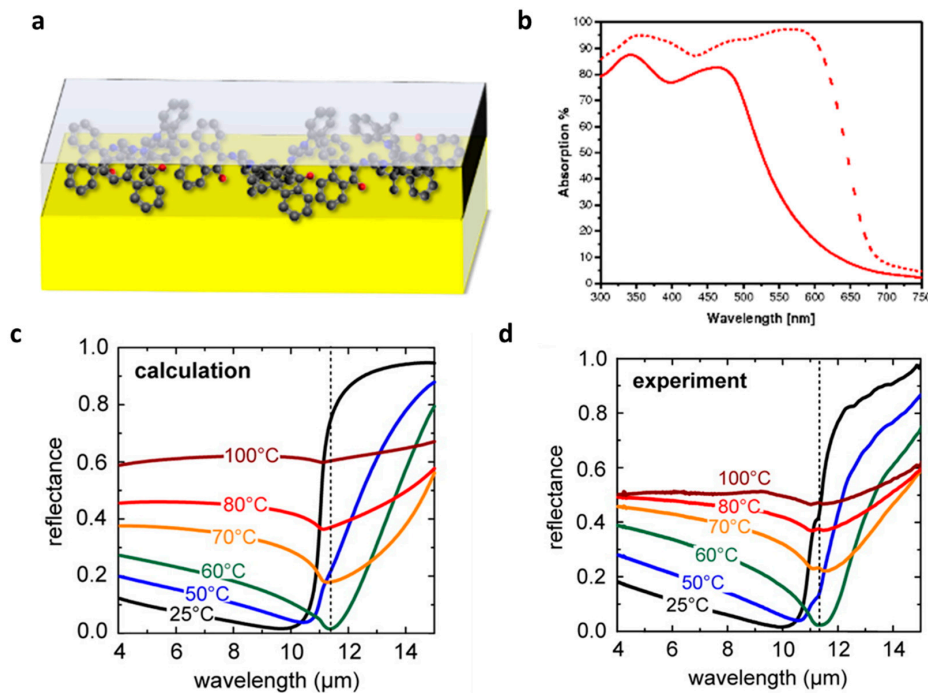 a
b
100
90
80
70
60
50
40
30
20
10
0
Absorption %
300 350 400 450 500 550 600 650 700 750
Wavelength [nm]
c
1.0
0.8
0.6
0.4
0.2
0.0
reflectance
calculation
100°C
80°C
70°C
60°C
50°C
25°C
4 6 8 10 12 14
wavelength (µm)
d
1.0
0.8
0.6
0.4
0.2
0.0
reflectance
experiment
100°C
80°C
70°C
60°C
50°C
25°C
4 6 8 10 12 14
wavelength (µm)